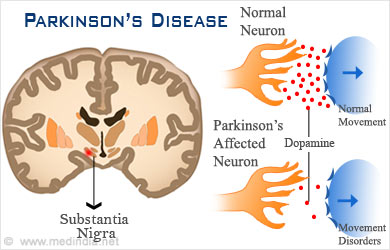 PARKINSON'S DISEASE
Normal
Neuron
Normal
Movement
Parkinson's
Affected
Neuron
Dopamine
Movement
Disorders
Substantia
Nigra
© www.medindia.net